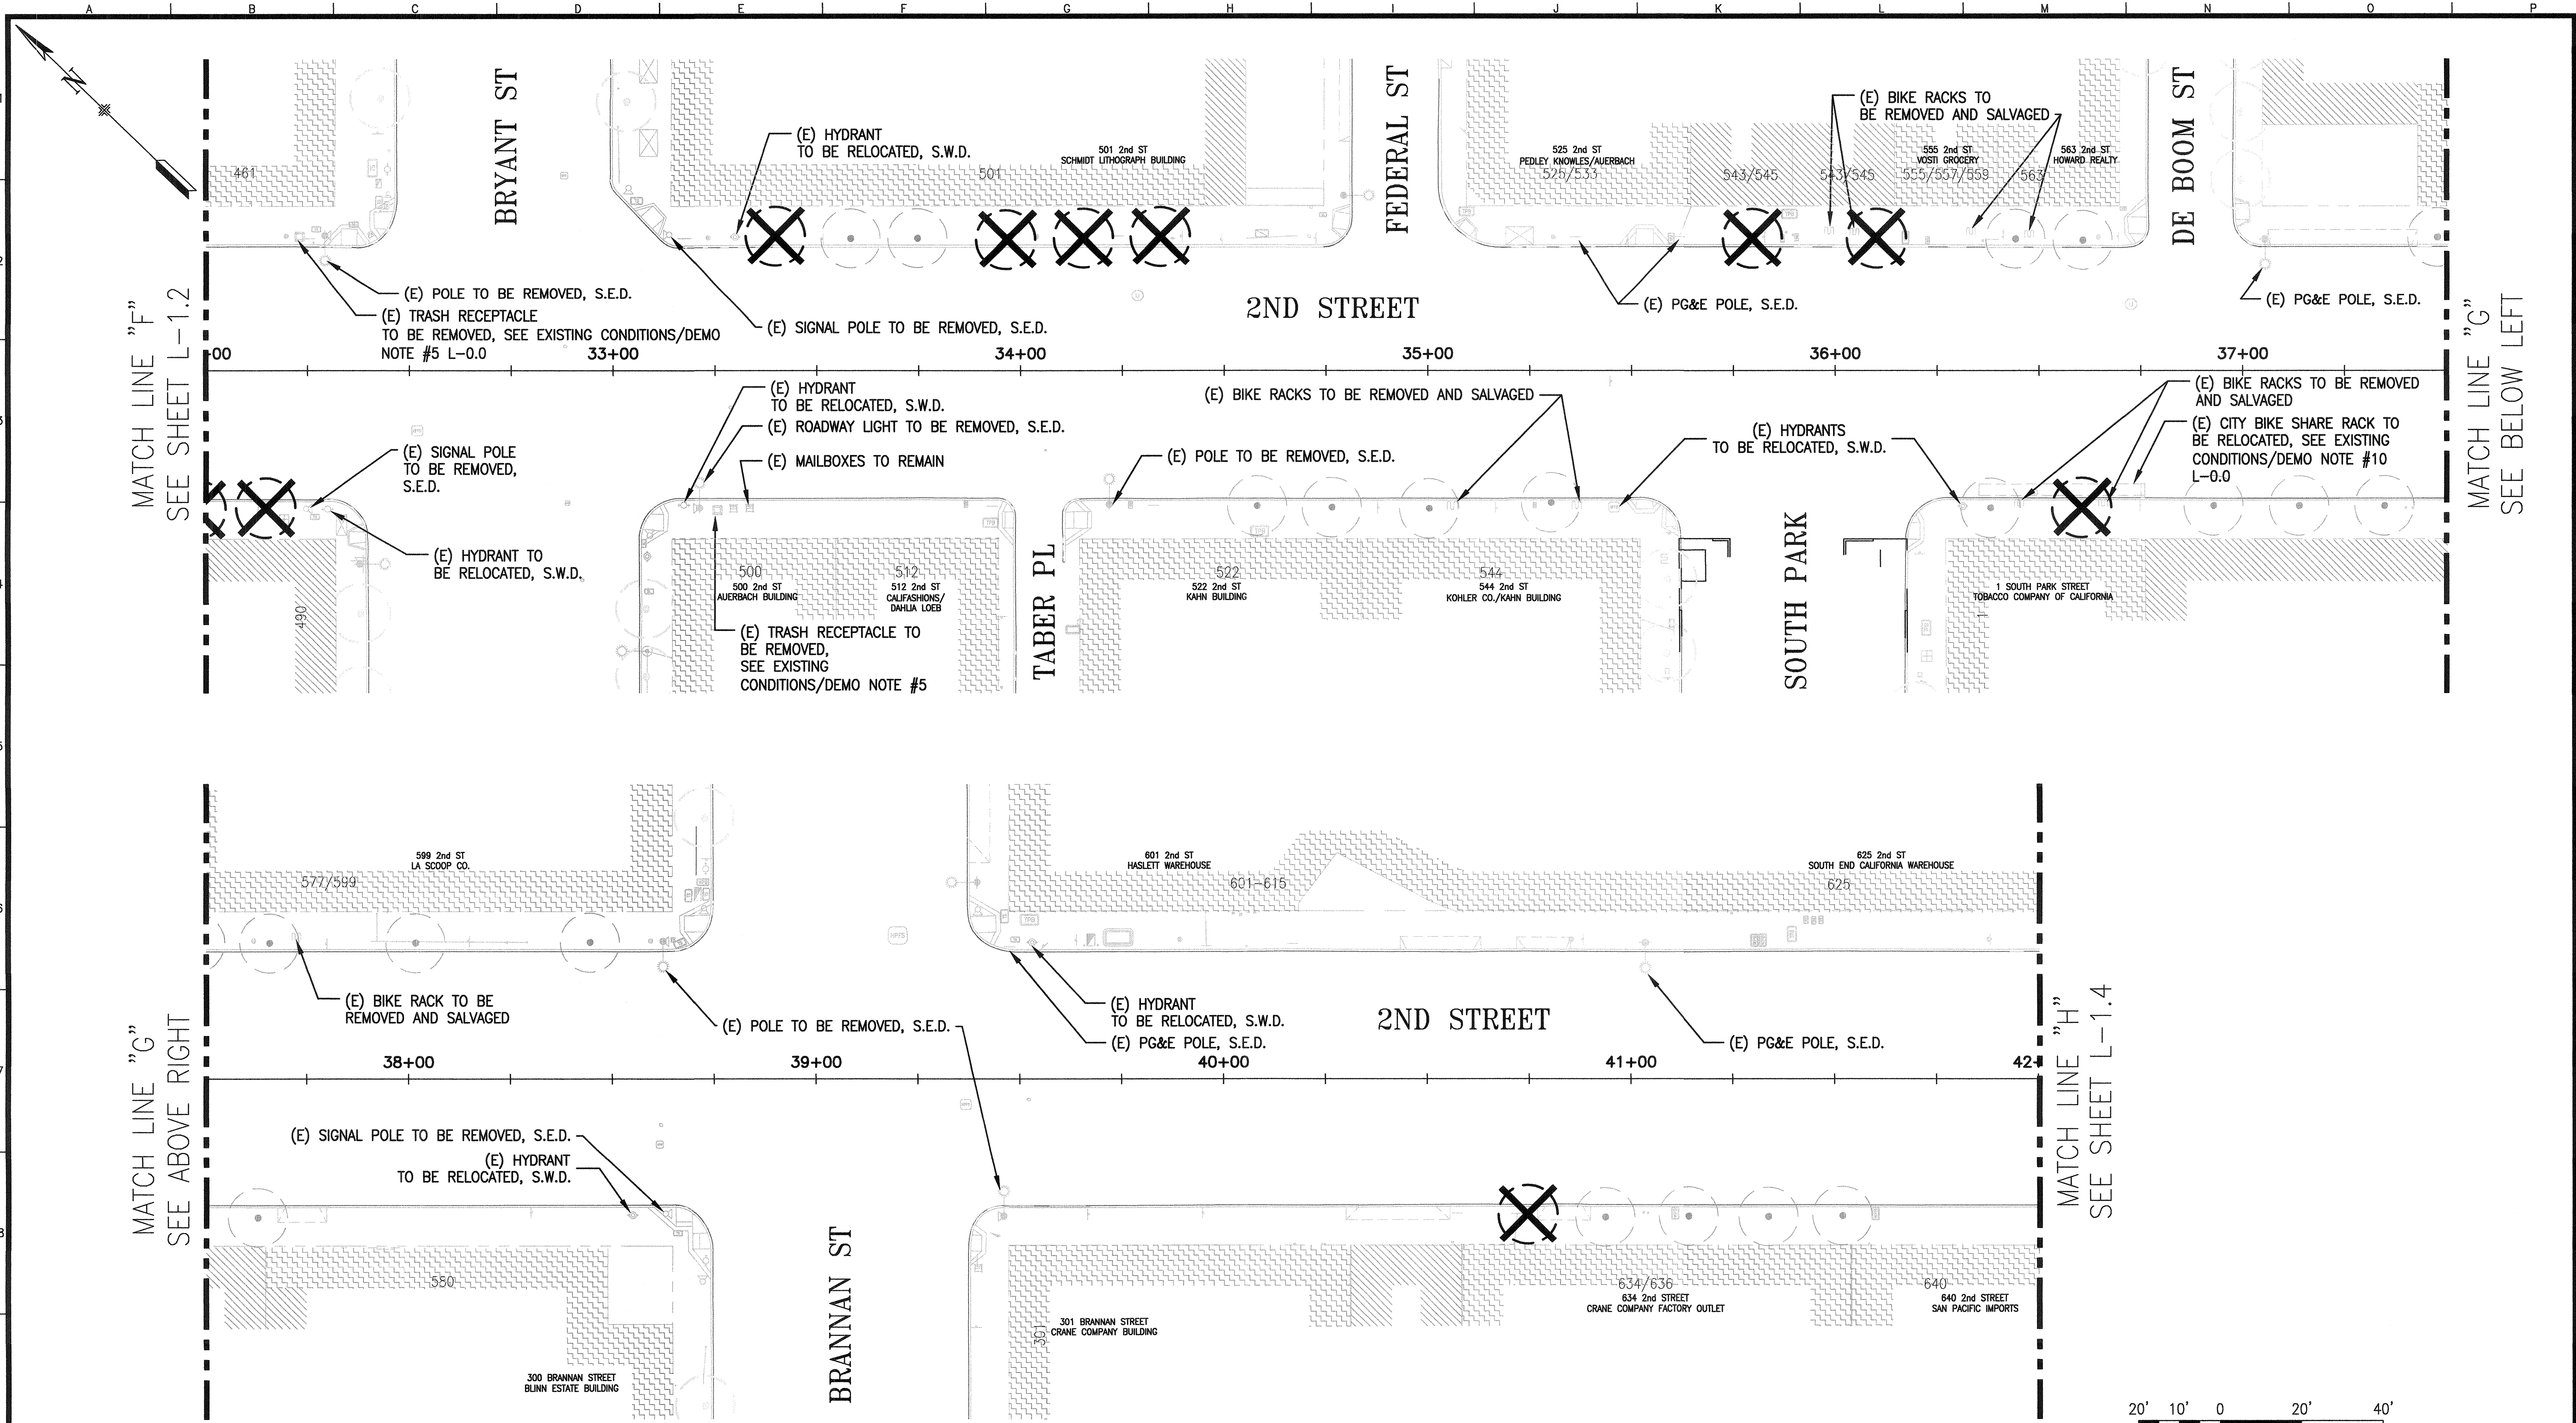 A B C D E F G H I J K L M N O P
N
BRYANT ST
FEDERAL ST
DE BOOM ST
(E) HYDRANT
TO BE RELOCATED, S.W.D.
501 2nd ST
SCHMIDT LITHOGRAPH BUILDING
525 2nd ST
PEDLEY KNOWLES/AUERBACH
(E) BIKE RACKS TO
BE REMOVED AND SALVAGED
555 2nd ST
VOSTI GROCERY
563 2nd ST
HOWARD REALTY
461
501
525/533
543/545
543/545
555/557/559
563
(E) POLE TO BE REMOVED, S.E.D.
(E) TRASH RECEPTACLE
TO BE REMOVED, SEE EXISTING CONDITIONS/DEMO
NOTE #5 L-0.0
(E) SIGNAL POLE TO BE REMOVED, S.E.D.
2ND STREET
(E) PG&E POLE, S.E.D.
(E) PG&E POLE, S.E.D.
MATCH LINE "F"
SEE SHEET L-1.2
MATCH LINE "G"
SEE BELOW LEFT
00
33+00
34+00
35+00
36+00
37+00
(E) HYDRANT
TO BE RELOCATED, S.W.D.
(E) ROADWAY LIGHT TO BE REMOVED, S.E.D.
(E) MAILBOXES TO REMAIN
(E) BIKE RACKS TO BE REMOVED AND SALVAGED
(E) POLE TO BE REMOVED, S.E.D.
(E) HYDRANTS
TO BE RELOCATED, S.W.D.
(E) BIKE RACKS TO BE REMOVED
AND SALVAGED
(E) CITY BIKE SHARE RACK TO
BE RELOCATED, SEE EXISTING
CONDITIONS/DEMO NOTE #10
L-0.0
(E) SIGNAL POLE
TO BE REMOVED,
S.E.D.
(E) HYDRANT TO
BE RELOCATED, S.W.D.
490
500
500 2nd ST
AUERBACH BUILDING
512
512 2nd ST
CALIFASHIONS/
DAHLIA LOEB
(E) TRASH RECEPTACLE TO
BE REMOVED,
SEE EXISTING
CONDITIONS/DEMO NOTE #5
TABER PL
522
522 2nd ST
KAHN BUILDING
544
544 2nd ST
KOHLER CO./KAHN BUILDING
SOUTH PARK
1 SOUTH PARK STREET
TOBACCO COMPANY OF CALIFORNIA
1
599 2nd ST
LA SCOOP CO.
577/599
601 2nd ST
HASLETT WAREHOUSE
601-615
625 2nd ST
SOUTH END CALIFORNIA WAREHOUSE
625
HPFS
(E) BIKE RACK TO BE
REMOVED AND SALVAGED
(E) POLE TO BE REMOVED, S.E.D.
(E) HYDRANT
TO BE RELOCATED, S.W.D.
(E) PG&E POLE, S.E.D.
2ND STREET
(E) PG&E POLE, S.E.D.
MATCH LINE "G"
SEE ABOVE RIGHT
MATCH LINE "H"
SEE SHEET L-1.4
38+00
39+00
40+00
41+00
42+
(E) SIGNAL POLE TO BE REMOVED, S.E.D.
(E) HYDRANT
TO BE RELOCATED, S.W.D.
580
300 BRANNAN STREET
BLINN ESTATE BUILDING
BRANNAN ST
301
301 BRANNAN STREET
CRANE COMPANY BUILDING
634/636
634 2nd STREET
CRANE COMPANY FACTORY OUTLET
640
640 2nd STREET
SAN PACIFIC IMPORTS
20' 10' 0 20' 40'